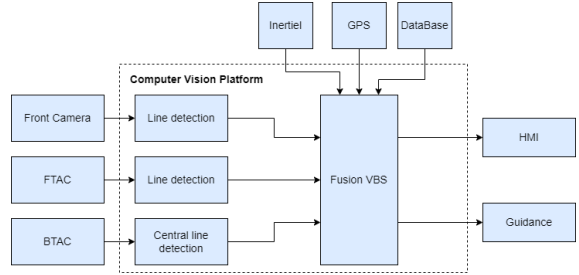 Inertiel
GPS
DataBase
Computer Vision Platform
Front Camera
Line detection
FTAC
Line detection
Fusion VBS
HMI
BTAC
Central line
detection
Guidance